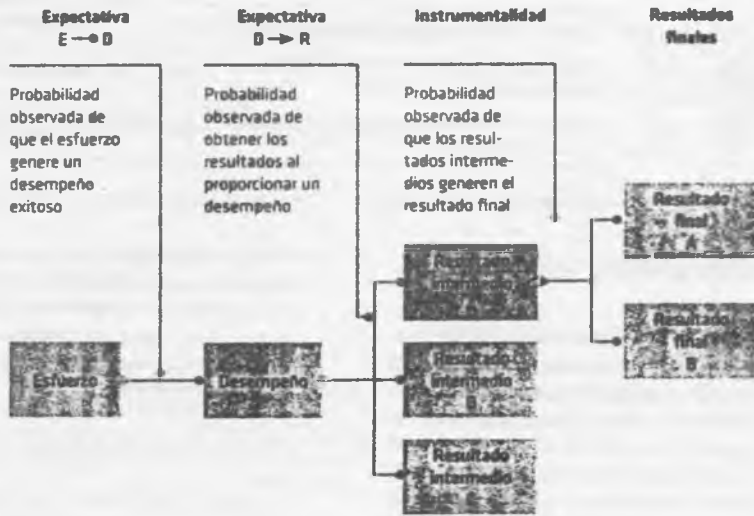 Expectativa
E → D
Probabilidad
observada de
que el esfuerzo
genere un
desempeño
exitoso
Expectativa
D → R
Probabilidad
observada de
obtener los
resultados al
proporcionar un
desempeño
Instrumentalidad
Probabilidad
observada de
que los resul-
tados interme-
dios generen el
resultado final
Resultados
finales
Esfuerzo
Desempeño
Resultado
intermedio
Resultado
intermedio
B
Resultado
intermedio
Resultado
final
A
Resultado
final
B